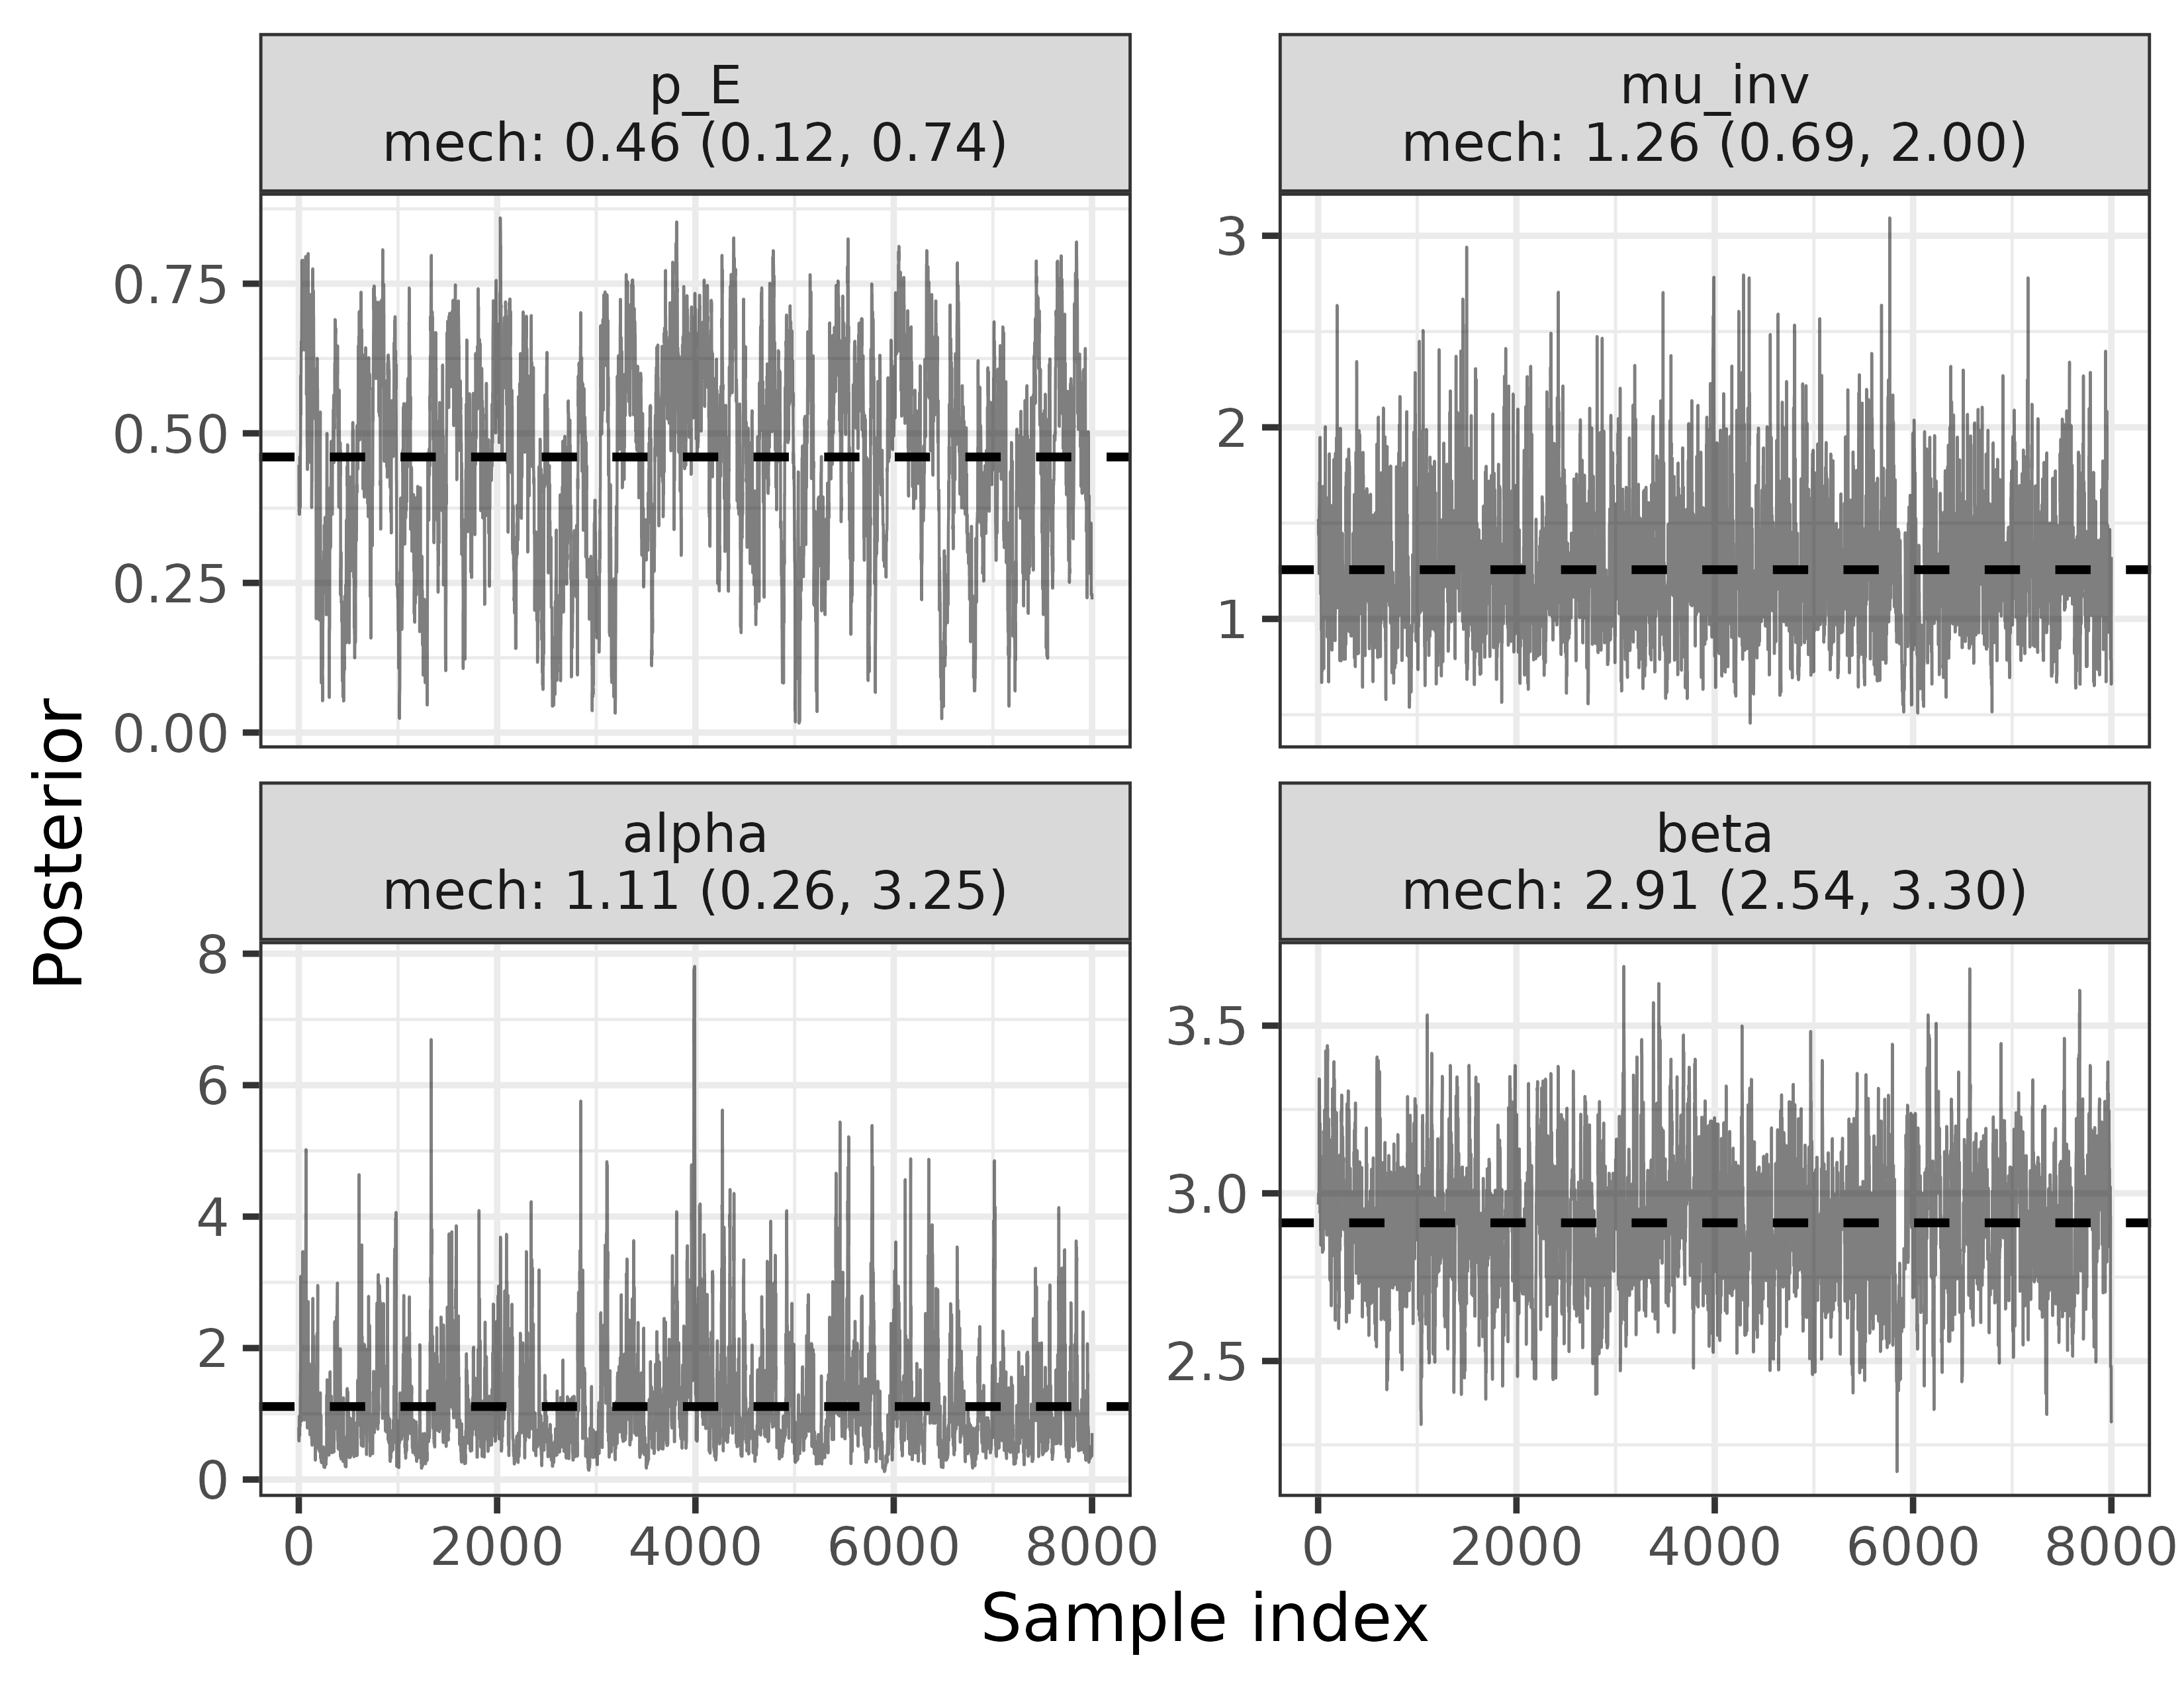 p_E
mech: 0.46 (0.12, 0.74)
mu_inv
mech: 1.26 (0.69, 2.00)
0.75
0.50
0.25
0.00
3
2
1
alpha
mech: 1.11 (0.26, 3.25)
beta
mech: 2.91 (2.54, 3.30)
8
6
4
2
0
3.5
3.0
2.5
0 2000 4000 6000 8000
0 2000 4000 6000 8000
Posterior
Sample index